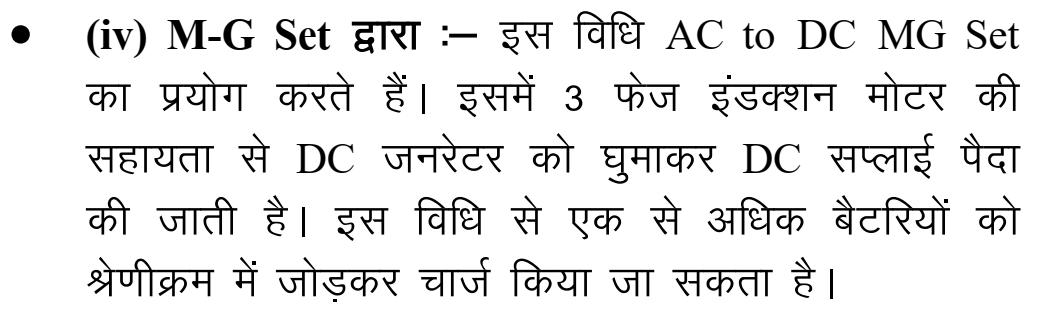 • (iv) M-G Set द्वारा :– इस विधि AC to DC MG Set
का प्रयोग करते हैं। इसमें 3 फेज इंडक्शन मोटर की
सहायता से DC जनरेटर को घुमाकर DC सप्लाई पैदा
की जाती है। इस विधि से एक से अधिक बैटरियों को
श्रेणीक्रम में जोड़कर चार्ज किया जा सकता है।